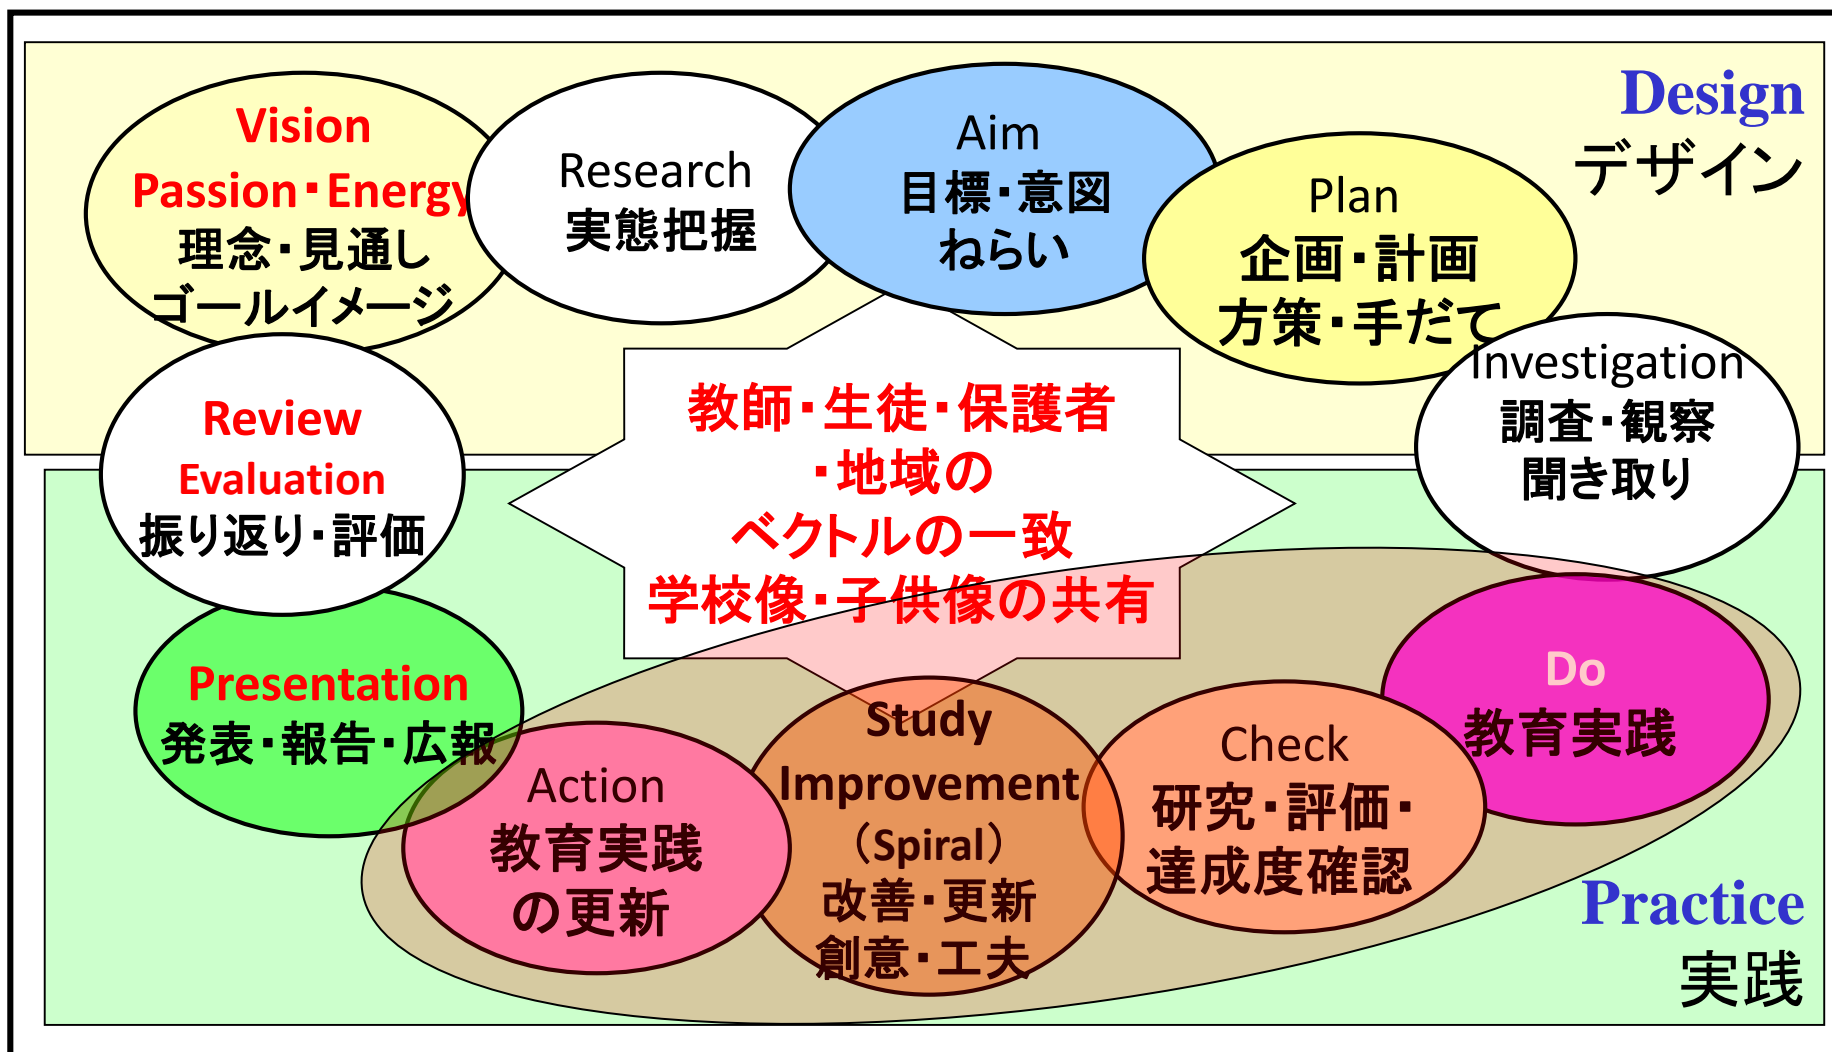 Design
デザイン
Vision
Passion・Energy
理念・見通し
ゴールイメージ
Research
実態把握
Aim
目標・意図
ねらい
Plan
企画・計画
方策・手だて
Investigation
調査・観察
聞き取り
教師・生徒・保護者
・地域の
ベクトルの一致
学校像・子供像の共有
Review
Evaluation
振り返り・評価
Presentation
発表・報告・広報
Action
教育実践
の更新
Study
Improvement
（Spiral）
改善・更新
創意・工夫
Check
研究・評価・
達成度確認
Do
教育実践
Practice
実践